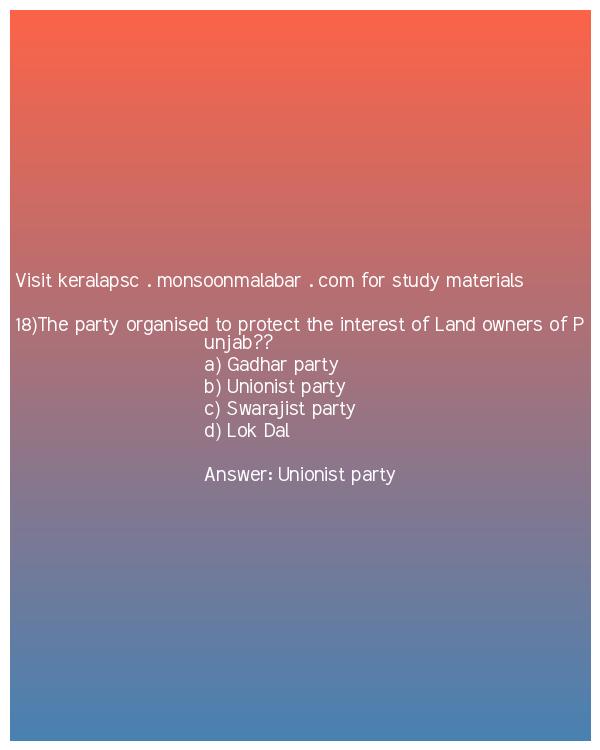 Visit keralapsc . monsoonmalabar . com for study materials
18)The party organised to protect the interest of Land owners of P
unjab??
a) Gadhar party
b) Unionist party
c) Swarajist party
d) Lok Dal
Answer: Unionist party